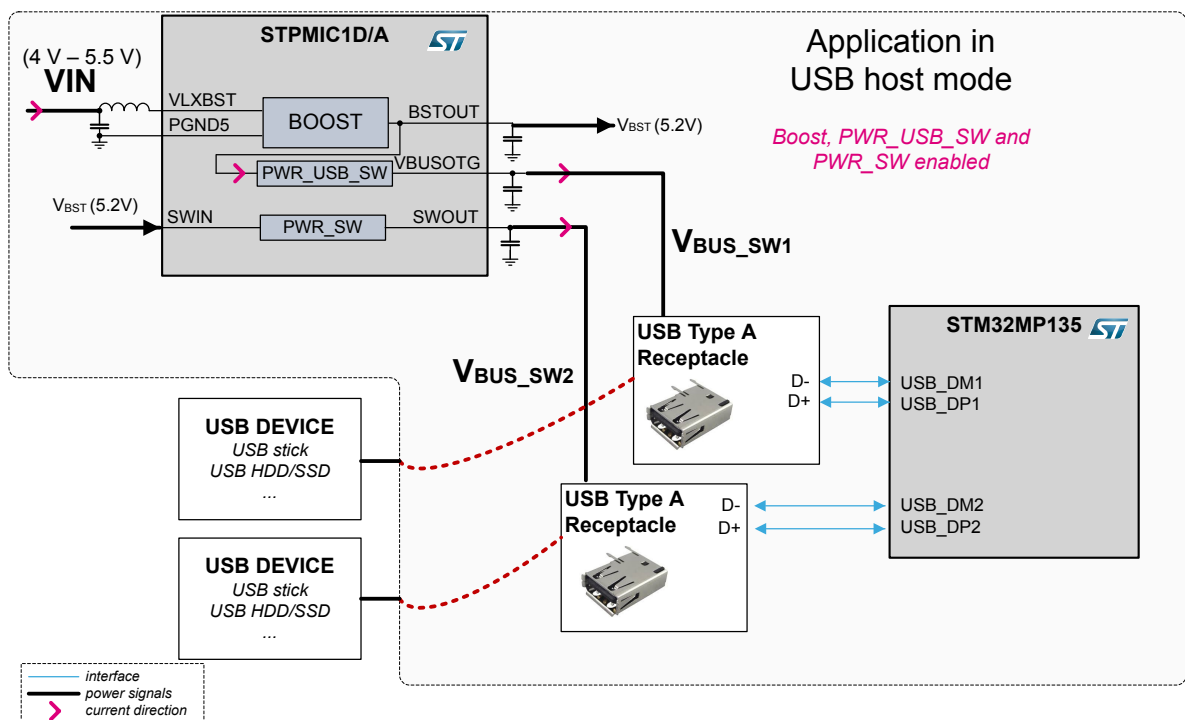 STPMIC1D/A
ST
(4 V – 5.5 V)
VIN
VLXBST
PGND5
BOOST
BSTOUT
VBST (5.2V)
PWR_USB_SW
VBUSOTG
VBST (5.2V)
SWIN
PWR_SW
SWOUT
Application in
USB host mode
Boost, PWR_USB_SW and
PWR_SW enabled
VBUS_SW1
VBUS_SW2
USB Type A
Receptacle
D-
D+
STM32MP135
ST
USB_DM1
USB_DP1
USB_DM2
USB_DP2
USB DEVICE
USB stick
USB HDD/SSD
...
USB Type A
Receptacle
D-
D+
USB DEVICE
USB stick
USB HDD/SSD
...
interface
power signals
current direction